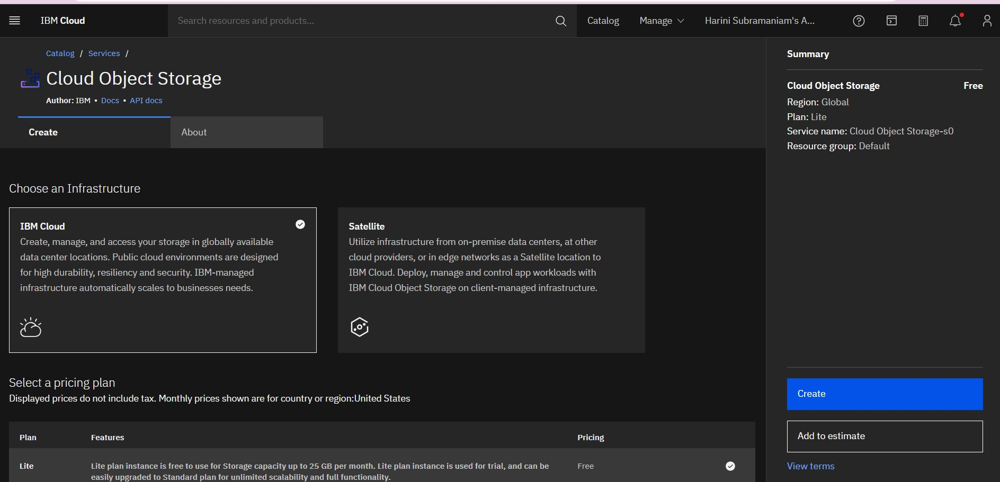 IBM Cloud
Search resources and products...
Catalog
Manage
Harini Subramaniam's A...
Catalog / Services /
Cloud Object Storage
Author: IBM • Docs • API docs
Create
About
Choose an Infrastructure
IBM Cloud
Create, manage, and access your storage in globally available
data center locations. Public cloud environments are designed
for high durability, resiliency and security. IBM-managed
infrastructure automatically scales to businesses needs.
Satellite
Utilize infrastructure from on-premise data centers, at other
cloud providers, or in edge networks as a Satellite location to
IBM Cloud. Deploy, manage and control app workloads with
IBM Cloud Object Storage on client-managed infrastructure.
Select a pricing plan
Displayed prices do not include tax. Monthly prices shown are for country or region:United States
Plan Features Pricing
Lite Lite plan instance is free to use for Storage capacity up to 25 GB per month. Lite plan instance is used for trial, and can be Free
easily upgraded to Standard plan for unlimited scalability and full functionality.
Summary
Cloud Object Storage Free
Region: Global
Plan: Lite
Service name: Cloud Object Storage-s0
Resource group: Default
Create
Add to estimate
View terms